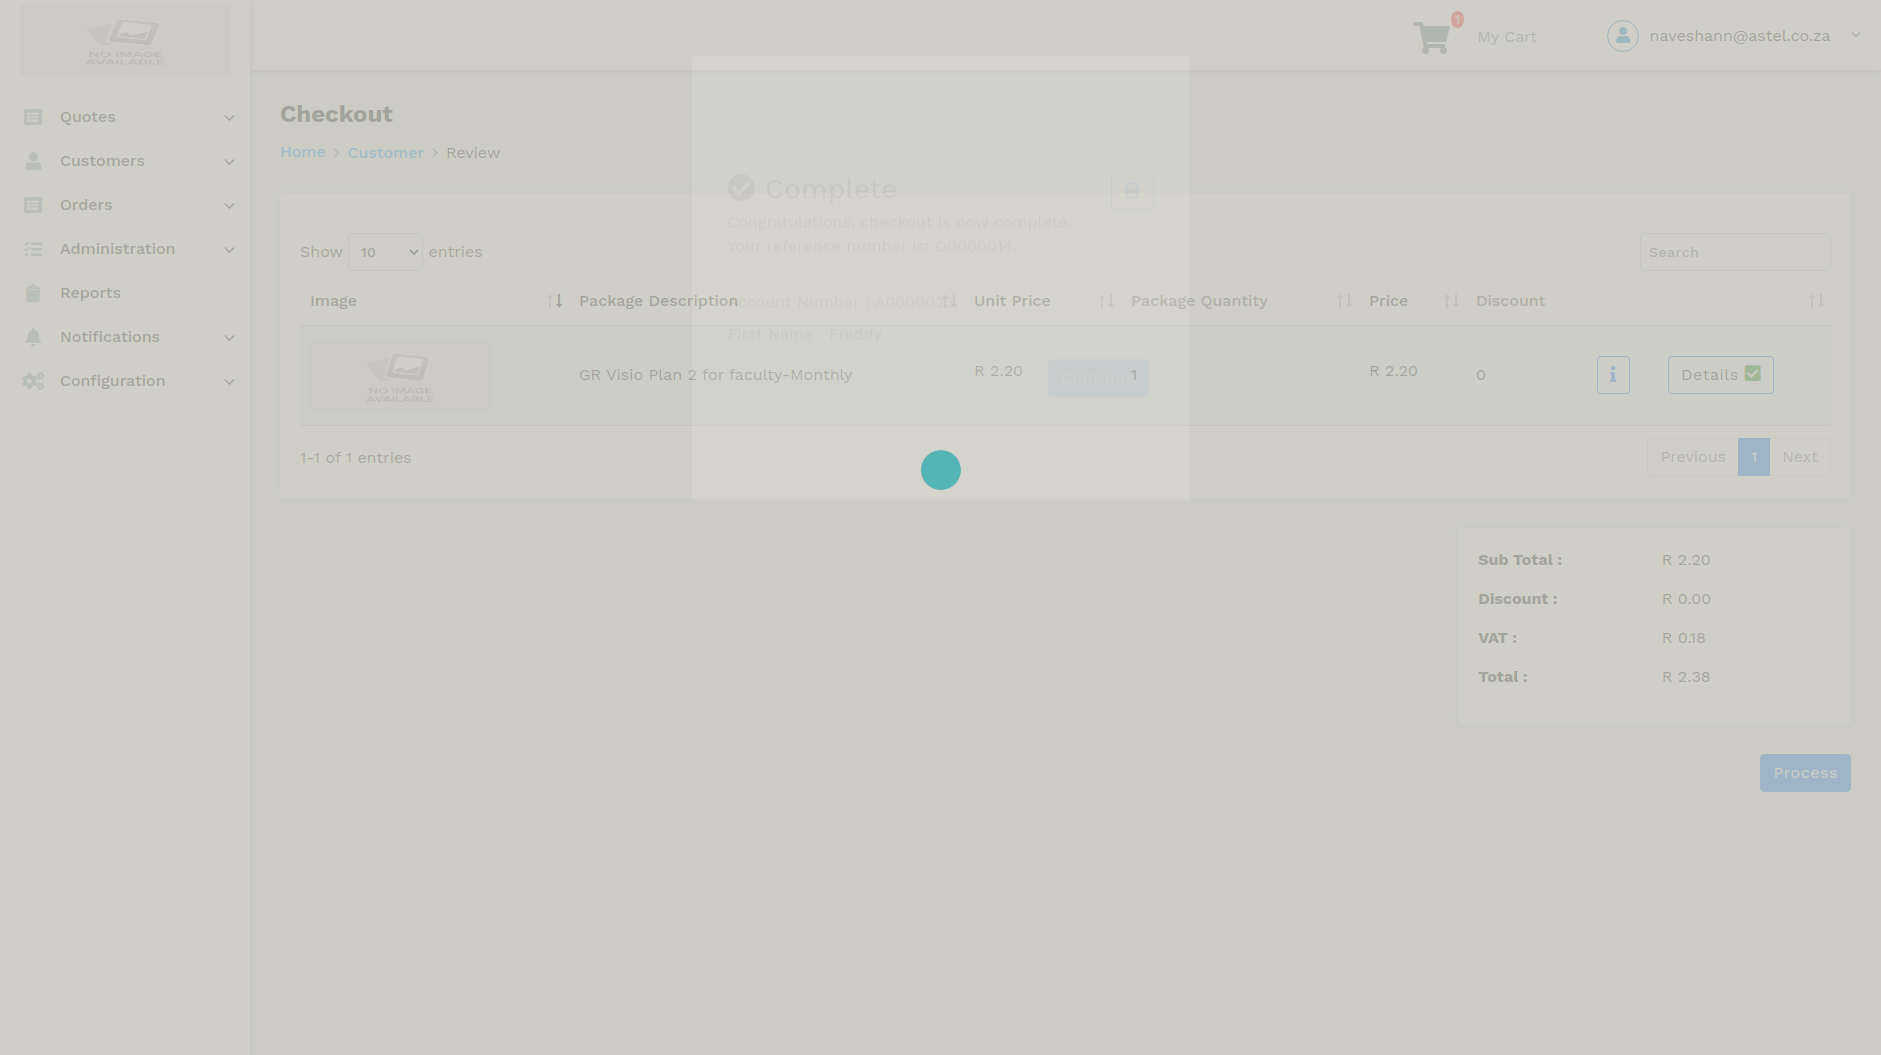 NO IMAGE
AVAILABLE
1
My Cart
naveshann@astel.co.za
Quotes
Customers
Orders
Administration
Reports
Notifications
Configuration
Checkout
Home > Customer > Review
Complete
Congratulations, checkout is now complete.
Your reference number is: O0000014.
Account Number :
First Name : Freddy
Continue
Show 10 entries
Search
Image
Package Description
Unit Price
Package Quantity
Price
Discount
NO IMAGE
AVAILABLE
GR Visio Plan 2 for faculty-Monthly
R 2.20
1
R 2.20
0
Details
1-1 of 1 entries
Previous 1 Next
Sub Total : R 2.20
Discount : R 0.00
VAT : R 0.18
Total : R 2.38
Process